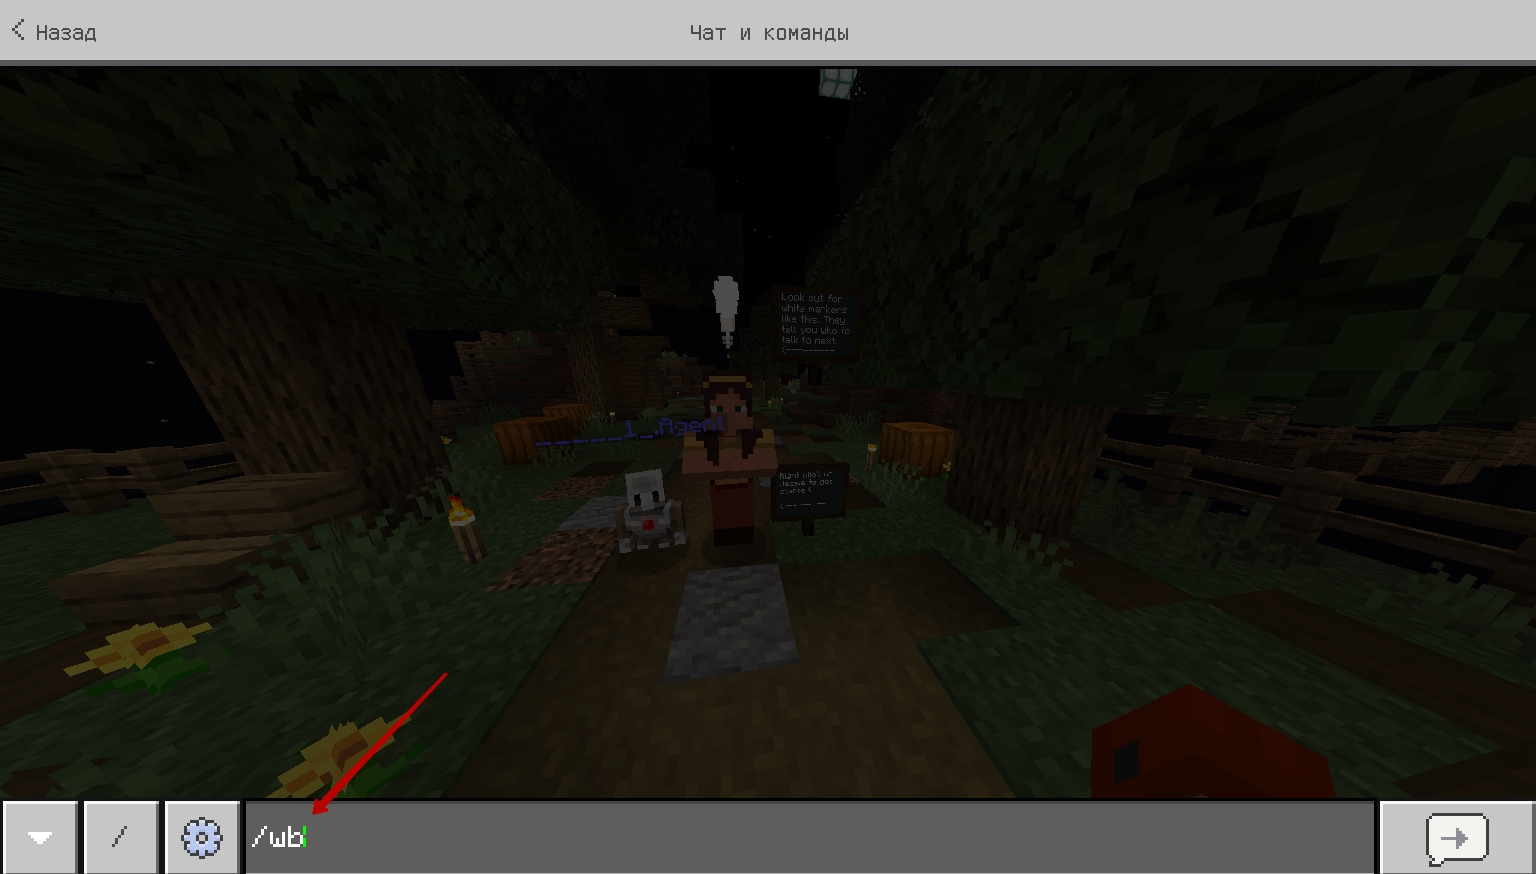 Назад
Чат и команды
Look out for
white markers
like this. They
tell you who to
talk to next.
<----------
1_Agent
/
/wb